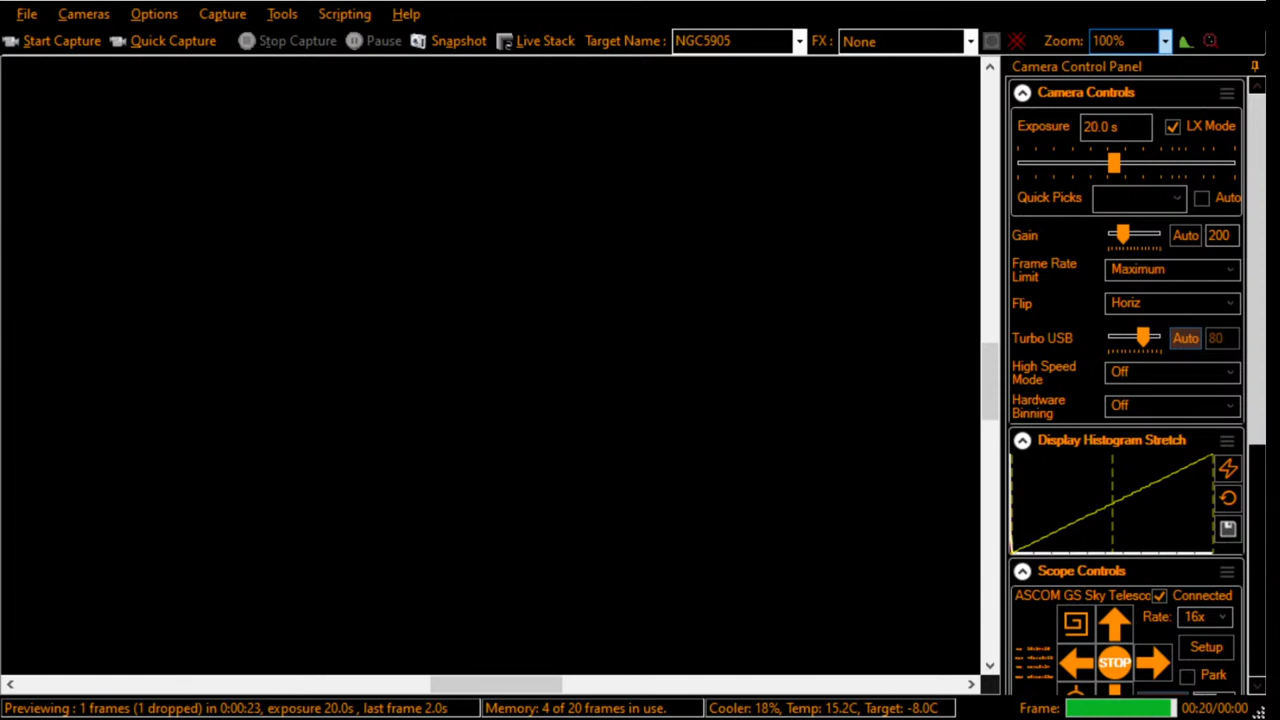 File Cameras Options Capture Tools Scripting Help
Start Capture Quick Capture Stop Capture Pause Snapshot Live Stack Target Name : NGC5905 FX : None Zoom: 100%
Camera Control Panel
Camera Controls
Exposure 20.0 s LX Mode
Quick Picks Auto
Gain Auto 200
Frame Rate
Limit Maximum
Flip Horiz
Turbo USB Auto 80
High Speed
Mode Off
Hardware
Binning Off
Display Histogram Stretch
Scope Controls
ASCOM GS Sky Telesco Connected
Rate: 16x
Setup
STOP
Park
Previewing : 1 frames (1 dropped) in 0:00:23, exposure 20.0s, last frame 2.0s Memory: 4 of 20 frames in use. Cooler: 18%, Temp: 15.2C, Target: -8.0C Frame: 00:20/00:00